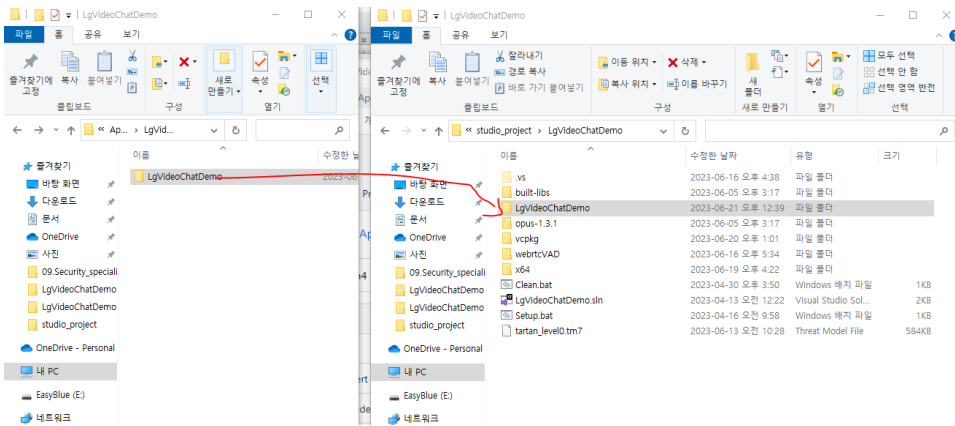 LgVideoChatDemo
파일 홈 공유 보기
즐겨찾기에 고정
복사
붙여넣기
클립보드
구성
새로 만들기
속성
열기
선택
« Ap... › LgVid...
이름
수정한 날
즐겨찾기
바탕 화면
다운로드
문서
OneDrive
사진
09.Security_speciali
LgVideoChatDemo
LgVideoChatDemo
studio_project
OneDrive - Personal
내 PC
EasyBlue (E:)
네트워크
LgVideoChatDemo 2023-06-
LgVideoChatDemo
파일 홈 공유 보기
즐겨찾기에 고정
복사
붙여넣기
잘라내기
경로 복사
바로 가기 붙여넣기
클립보드
이동 위치
복사 위치
삭제
이름 바꾸기
구성
새 폴더
새로 만들기
속성
열기
모두 선택
선택 안 함
선택 영역 반전
선택
« studio_project › LgVideoChatDemo
즐겨찾기
바탕 화면
다운로드
문서
OneDrive
사진
09.Security_speciali
LgVideoChatDemo
LgVideoChatDemo
studio_project
OneDrive - Personal
내 PC
EasyBlue (E:)
네트워크
이름 수정한 날짜 유형 크기
.vs 2023-06-16 오후 4:38 파일 폴더
built-libs 2023-06-05 오후 3:17 파일 폴더
LgVideoChatDemo 2023-06-21 오후 12:39 파일 폴더
opus-1.3.1 2023-06-05 오후 3:17 파일 폴더
vcpkg 2023-06-20 오후 1:01 파일 폴더
webrtcVAD 2023-06-16 오후 5:34 파일 폴더
x64 2023-06-19 오후 4:22 파일 폴더
Clean.bat 2023-04-30 오후 3:50 Windows 배치 파일 1KB
LgVideoChatDemo.sln 2023-04-13 오전 12:22 Visual Studio Sol... 2KB
Setup.bat 2023-04-16 오전 9:58 Windows 배치 파일 1KB
tartan_level0.tm7 2023-06-13 오전 10:28 Threat Model File 584KB